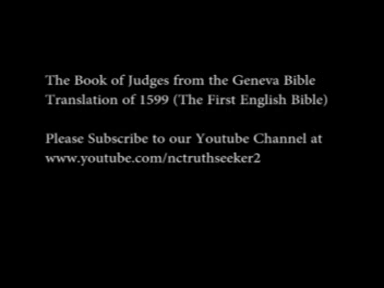 The Book of Judges from the Geneva Bible
Translation of 1599 (The First English Bible)
Please Subscribe to our Youtube Channel at
www.youtube.com/nctruthseeker2